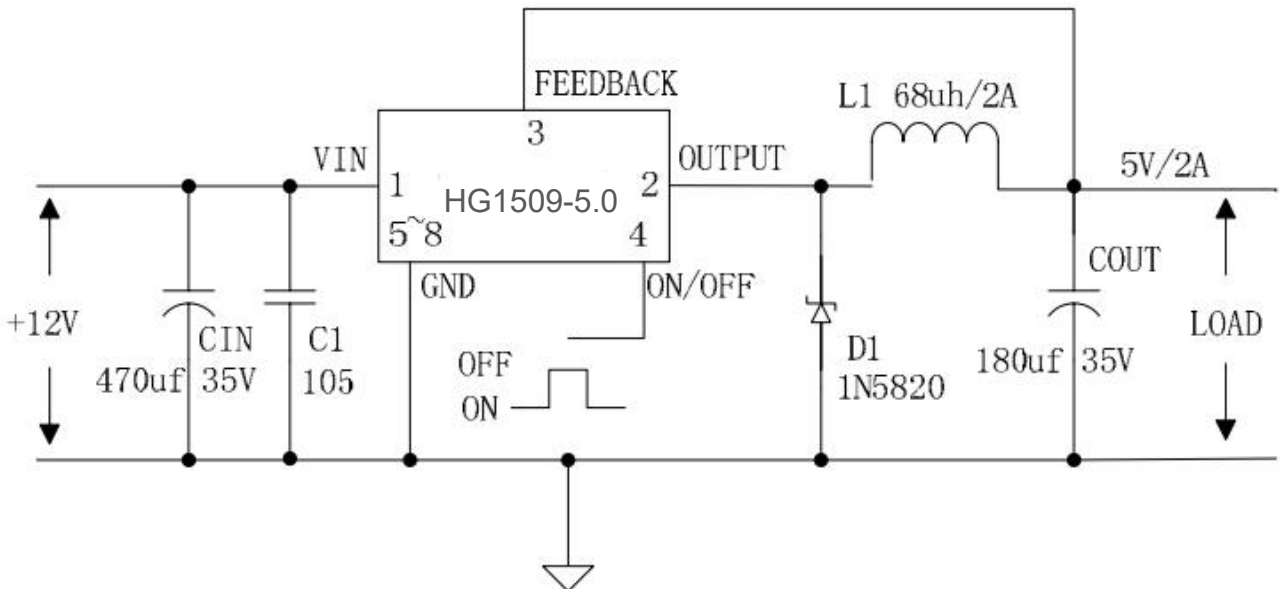 FEEDBACK
L1 68uh/2A
3
VIN
OUTPUT
5V/2A
1
HG1509-5.0
2
5~8
4
GND
ON/OFF
COUT
+12V
CIN
C1
LOAD
470uf 35V
105
OFF
D1
180uf 35V
ON
1N5820